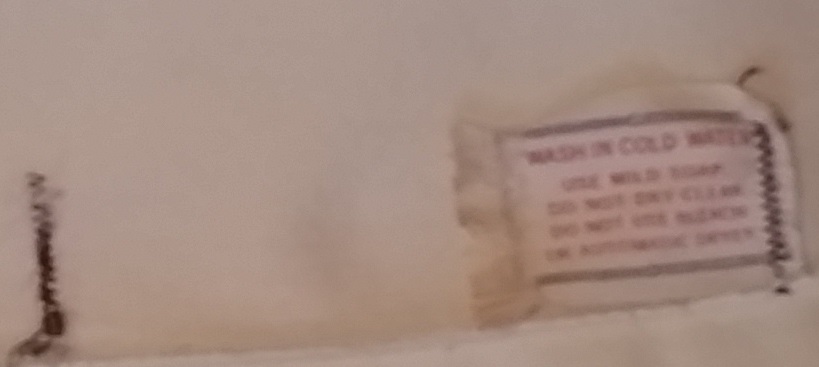 WASH IN COLD WATER
USE MILD SOAP
DO NOT DRY CLEAN
DO NOT USE BLEACH
OR AUTOMATIC DRYER